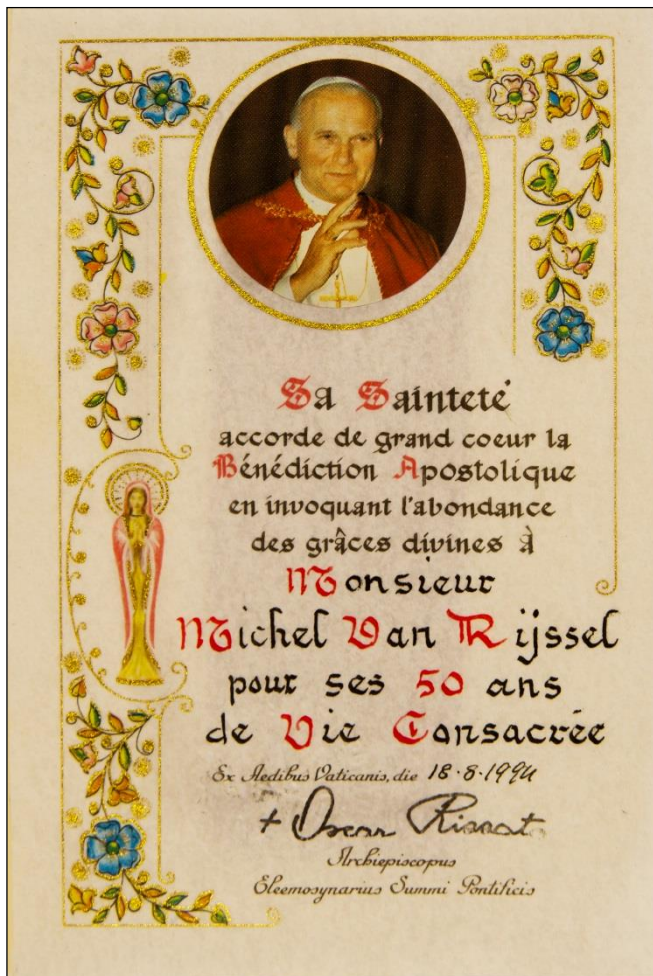 Sa Sainteté
accorde de grand coeur la
Bénédiction Apostolique
en invoquant l'abondance
des grâces divines À
Monsieur
Michel Van Rijssel
pour ses 50 ans
de Vie Consacrée
Ex Aedibus Vaticanis, die 18·8·1994
+ Oscar Rizzato
Archiepiscopus
Eleemosynarius Summi Pontificis